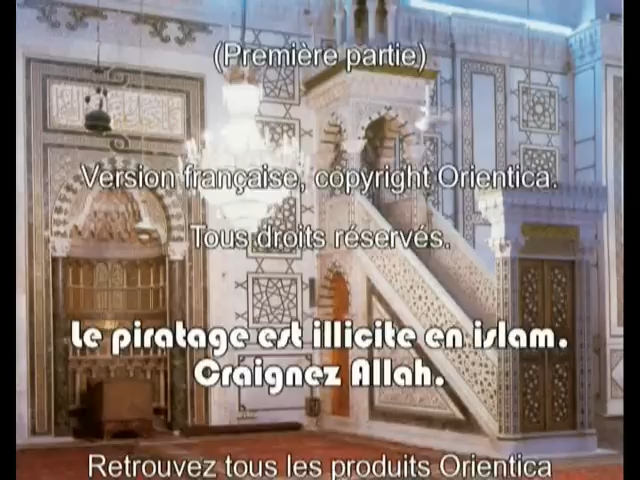 (Première partie)
Version française, copyright Orientica.
Tous droits réservés.
Le piratage est illicite en islam.
Craignez Allah.
Retrouvez tous les produits Orientica